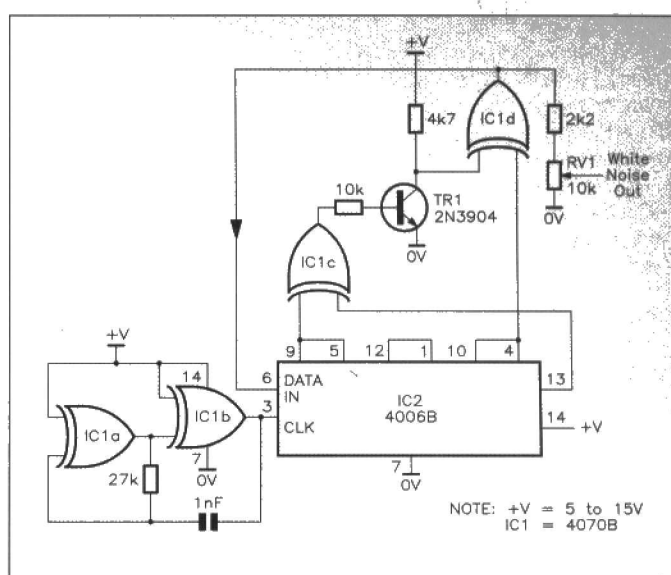 +V
4k7
IC1d
2k2
RV1
10k
White
Noise
Out
0V
10k
TR1
2N3904
0V
IC1c
9
5
12
1
10
4
13
+V
14
6
DATA
IN
IC2
4006B
14
+V
IC1a
IC1b
3
CLK
7
0V
7
0V
27k
1nF
NOTE: +V = 5 to 15V
IC1 = 4070B